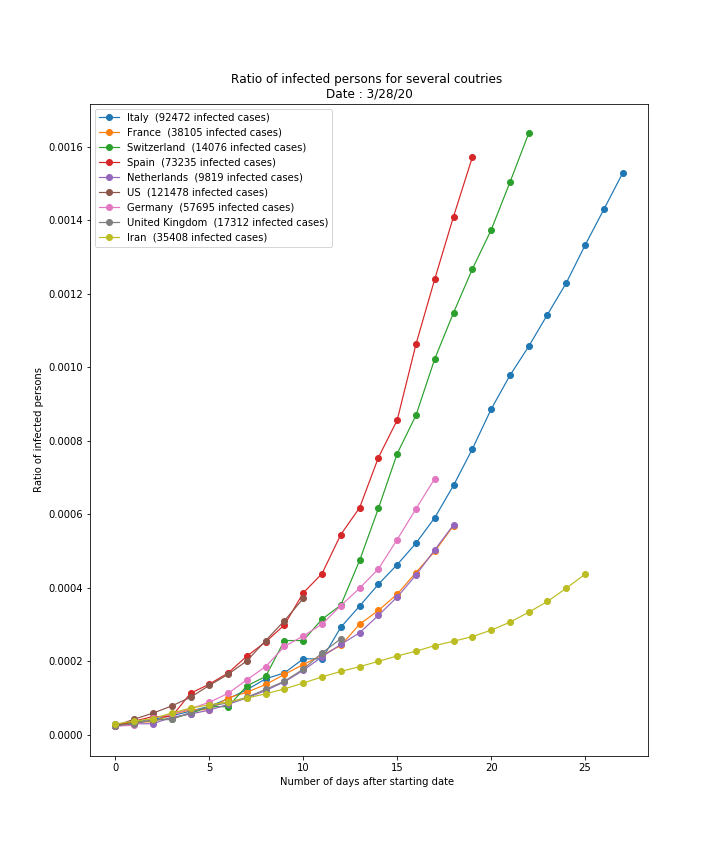 Ratio of infected persons for several coutries
Date : 3/28/20
Italy (92472 infected cases)
France (38105 infected cases)
Switzerland (14076 infected cases)
Spain (73235 infected cases)
Netherlands (9819 infected cases)
US (121478 infected cases)
Germany (57695 infected cases)
United Kingdom (17312 infected cases)
Iran (35408 infected cases)
0.0016
0.0014
0.0012
0.0010
0.0008
0.0006
0.0004
0.0002
0.0000
Ratio of infected persons
0 5 10 15 20 25
Number of days after starting date